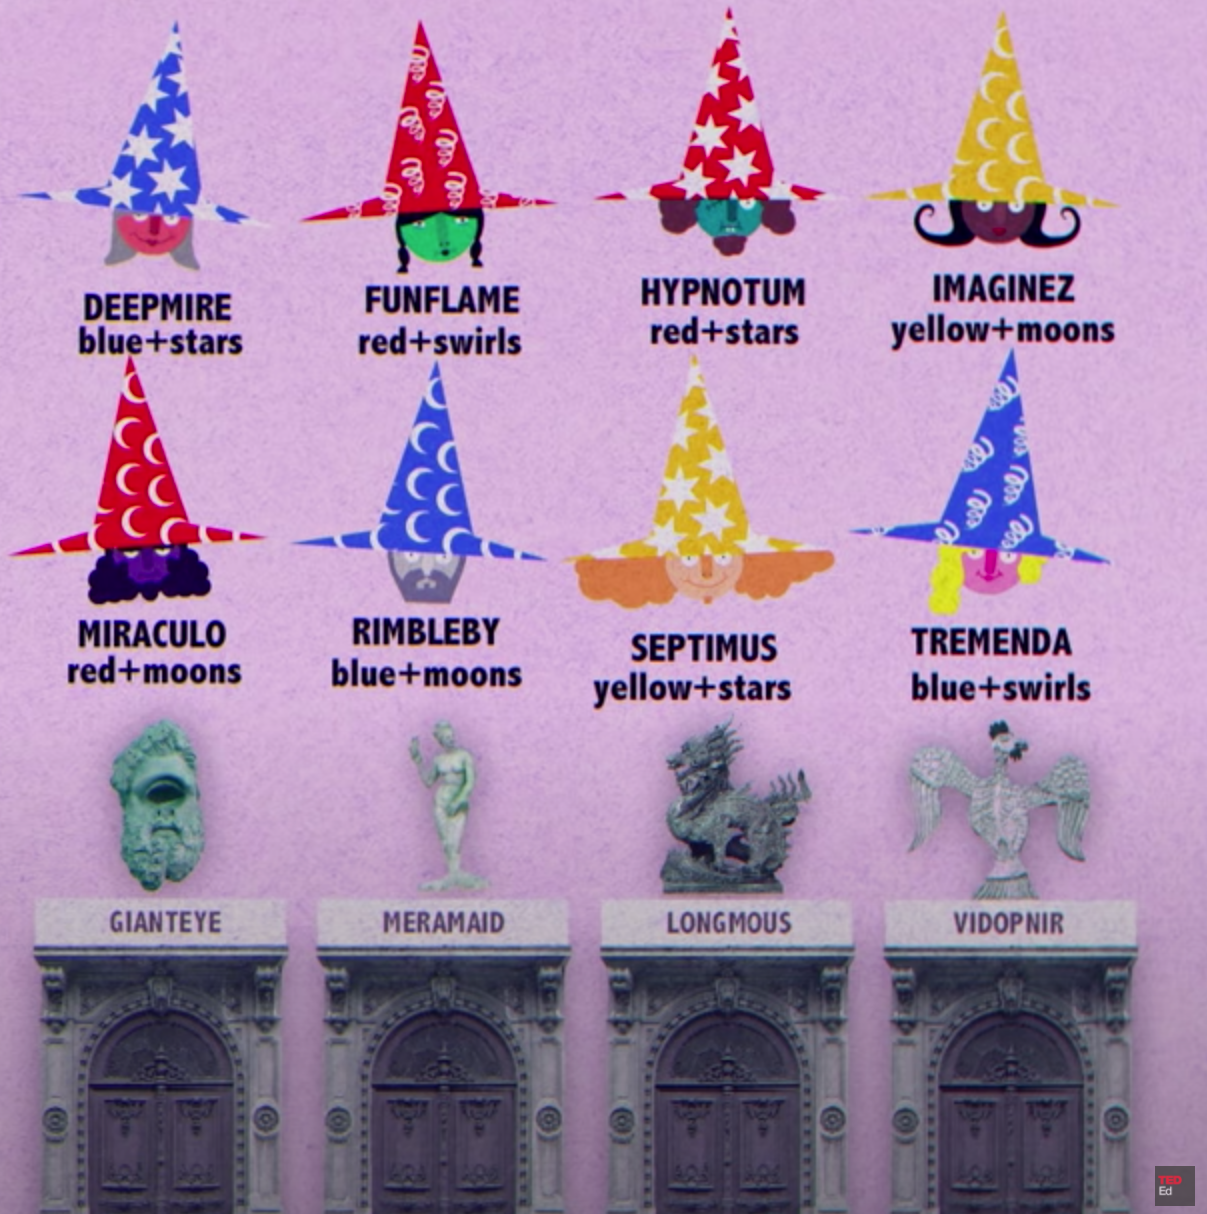 DEEPMIRE
blue+stars
FUNFLAME
red+swirls
HYPNOTUM
red+stars
IMAGINEZ
yellow+moons
MIRACULO
red+moons
RIMBLEBY
blue+moons
SEPTIMUS
yellow+stars
TREMENDA
blue+swirls
GIANTEYE
MERAMAID
LONGMOUS
VIDOPNIR
TED
Ed